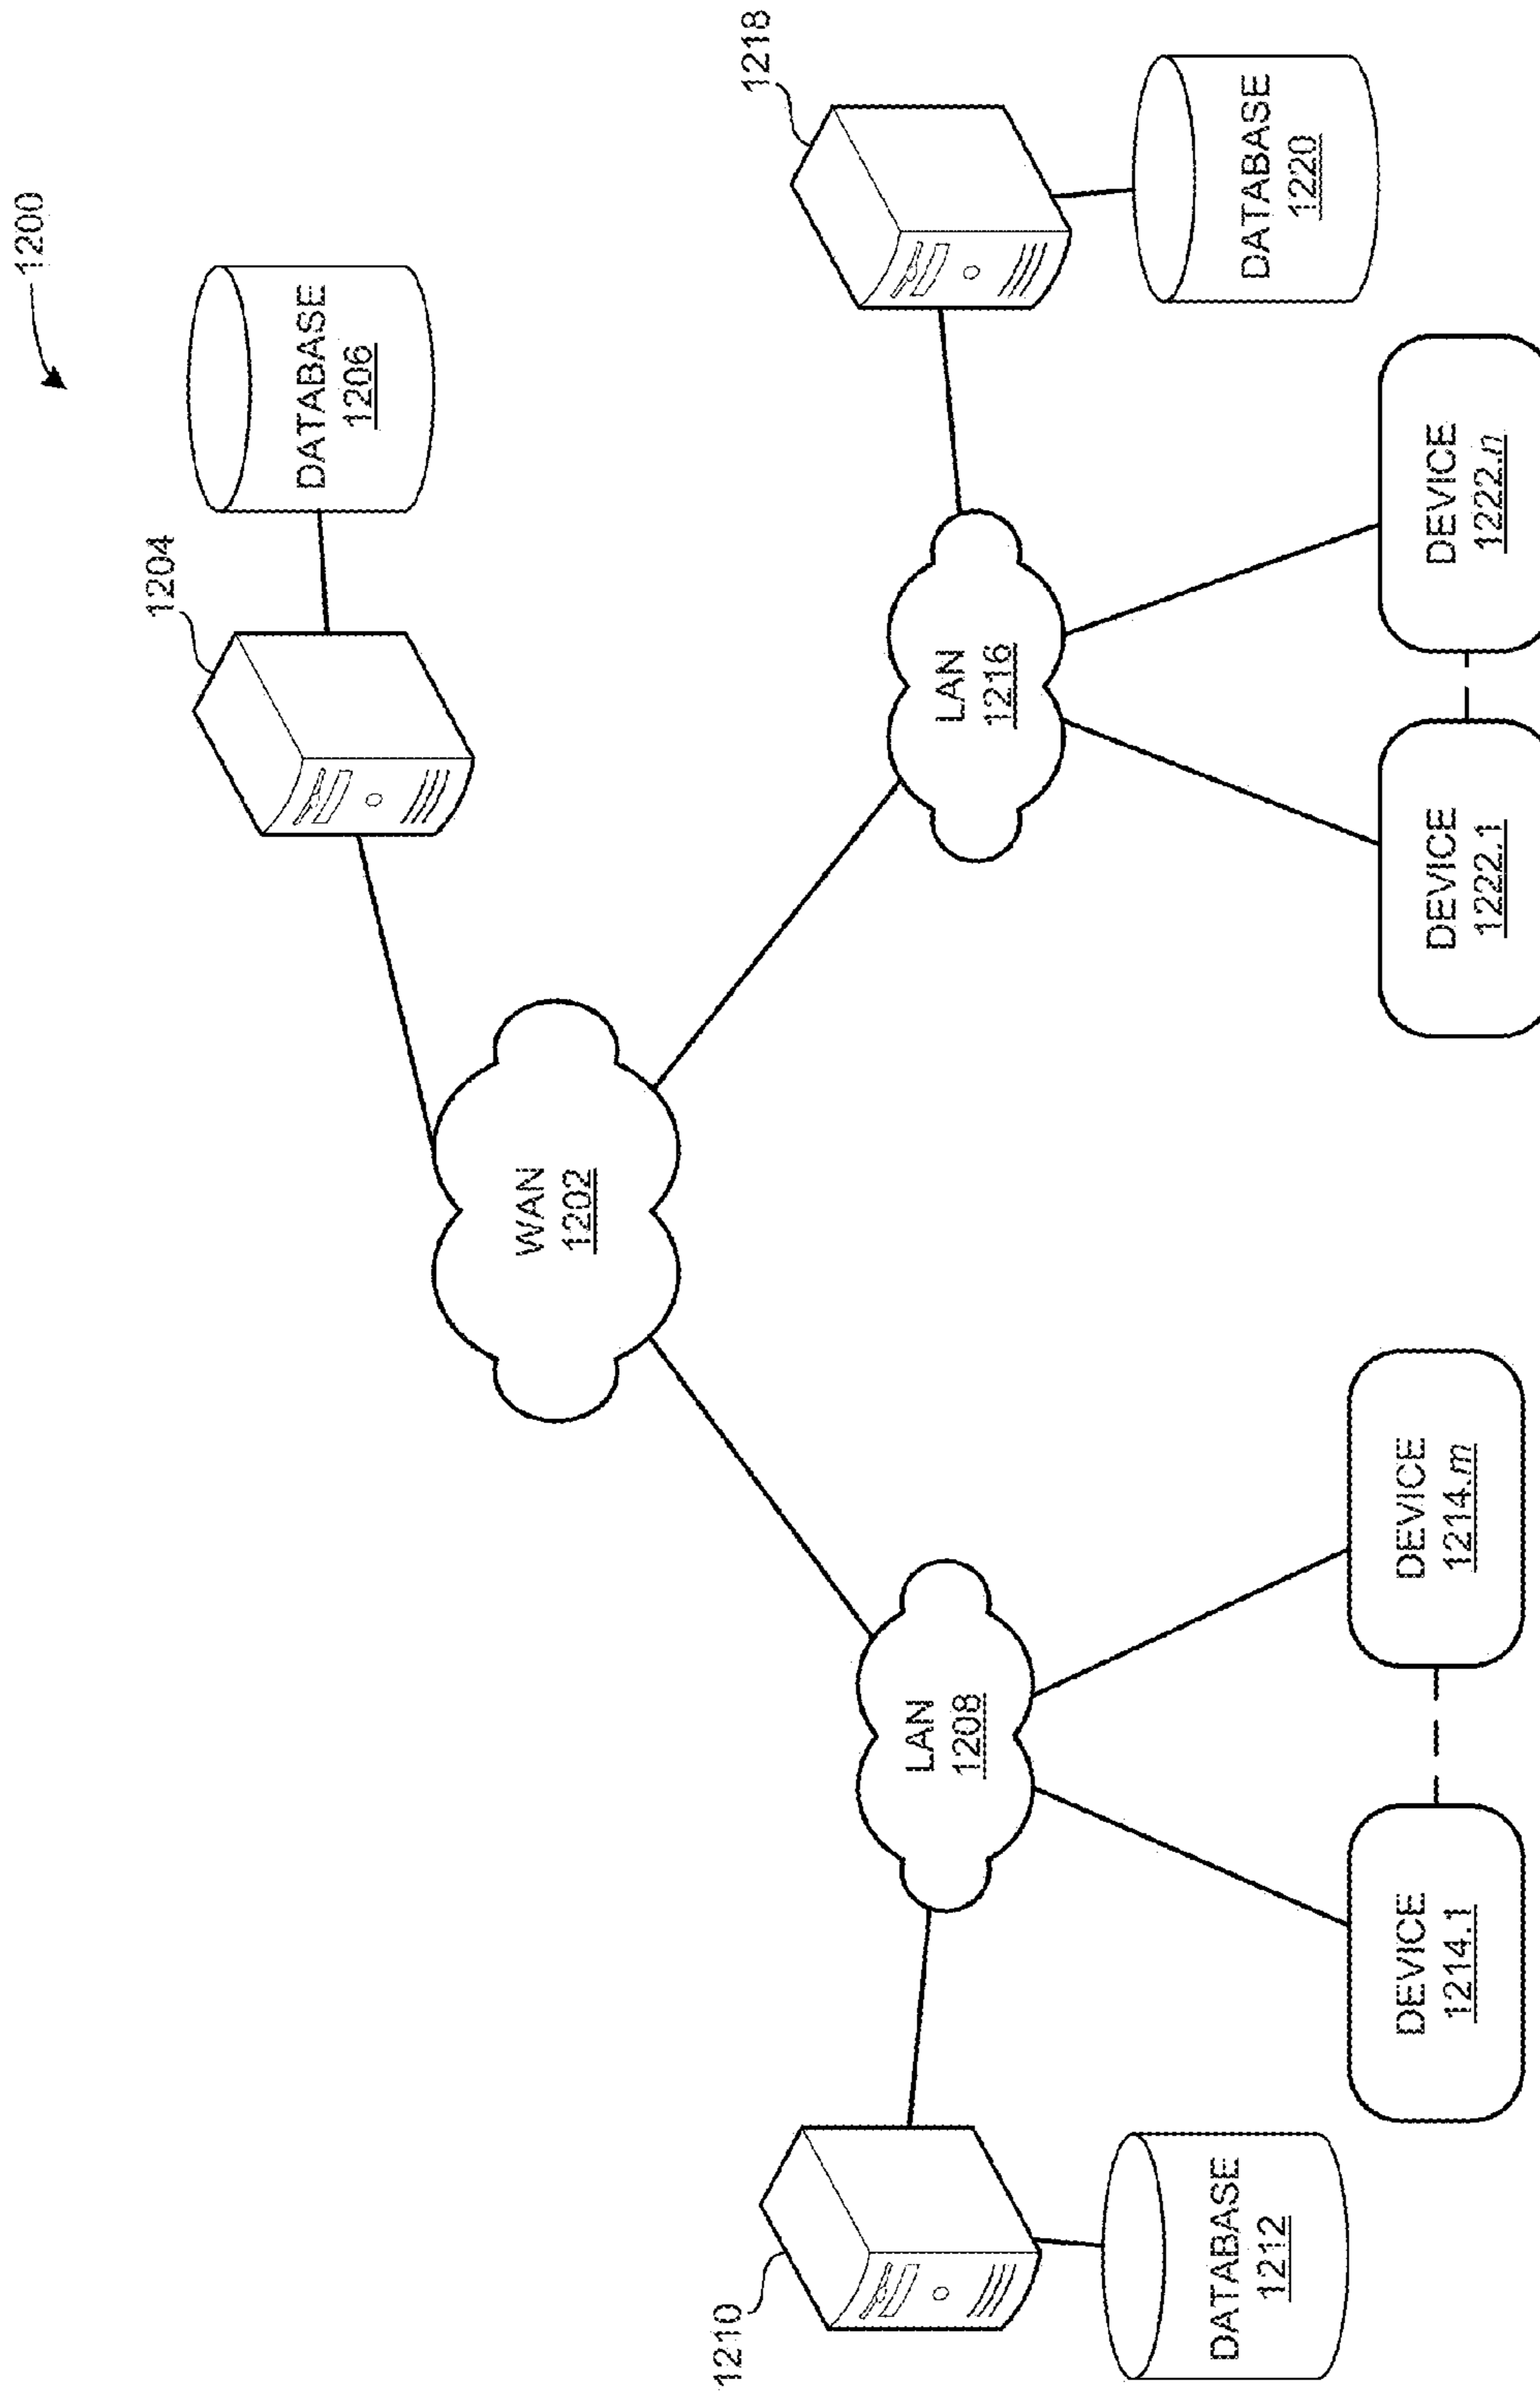 1200
1204
DATABASE
1206
WAN
1202
1218
LAN
1216
DATABASE
1220
DEVICE
1222.1
DEVICE
1222.n
LAN
1208
1210
DATABASE
1212
DEVICE
1214.1
DEVICE
1214.m